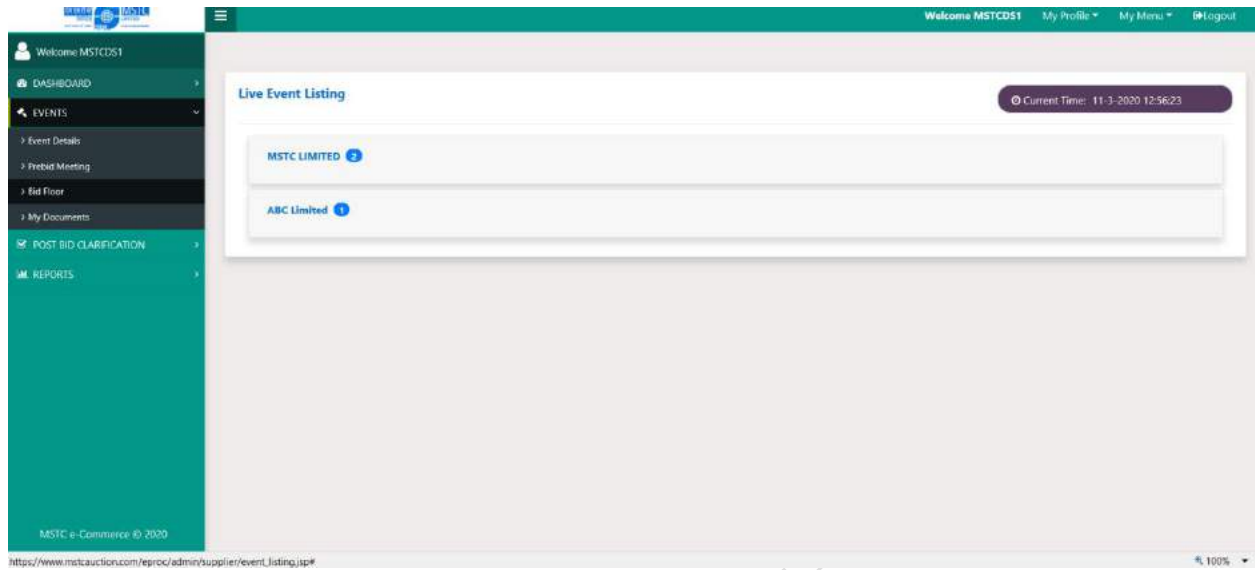 MSTC
Welcome MSTCDS1 My Profile My Menu Logout
Welcome MSTCDS1
DASHBOARD
EVENTS
Event Details
Prebid Meeting
Bid Floor
My Documents
POST BID CLARIFICATION
REPORTS
Live Event Listing
Current Time: 11-3-2020 12:56:23
MSTC LIMITED 2
ABC Limited 1
MSTC e-Commerce © 2020
https://www.mstcauction.com/eproc/admin/supplier/event_listing.jsp#
100%